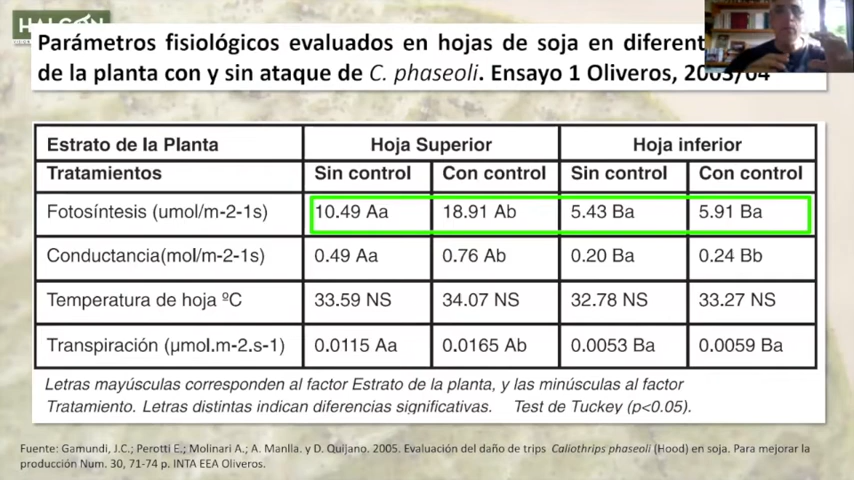 HALCÓN
Parámetros fisiológicos evaluados en hojas de soja en
de la planta con y sin ataque de C. phaseoli. Ensayo 1 Oliveros, 2003/04
Estrato de la Planta Hoja Superior Hoja inferior
Tratamientos Sin control Con control Sin control Con control
Fotosíntesis (umol/m-2-1s) 10.49 Aa 18.91 Ab 5.43 Ba 5.91 Ba
Conductancia(mol/m-2-1s) 0.49 Aa 0.76 Ab 0.20 Ba 0.24 Bb
Temperatura de hoja ºC 33.59 NS 34.07 NS 32.78 NS 33.27 NS
Transpiración (µmol.m-2.s-1) 0.0115 Aa 0.0165 Ab 0.0053 Ba 0.0059 Ba
Letras mayúsculas corresponden al factor Estrato de la planta, y las minúsculas al factor
Tratamiento. Letras distintas indican diferencias significativas. Test de Tuckey (p<0.05).
Fuente: Gamundi, J.C.; Perotti E.; Molinari A.; A. Manlla. y D. Quijano. 2005. Evaluación del daño de trips Caliothrips phaseoli (Hood) en soja. Para mejorar la
producción Num. 30, 71-74 p. INTA EEA Oliveros.